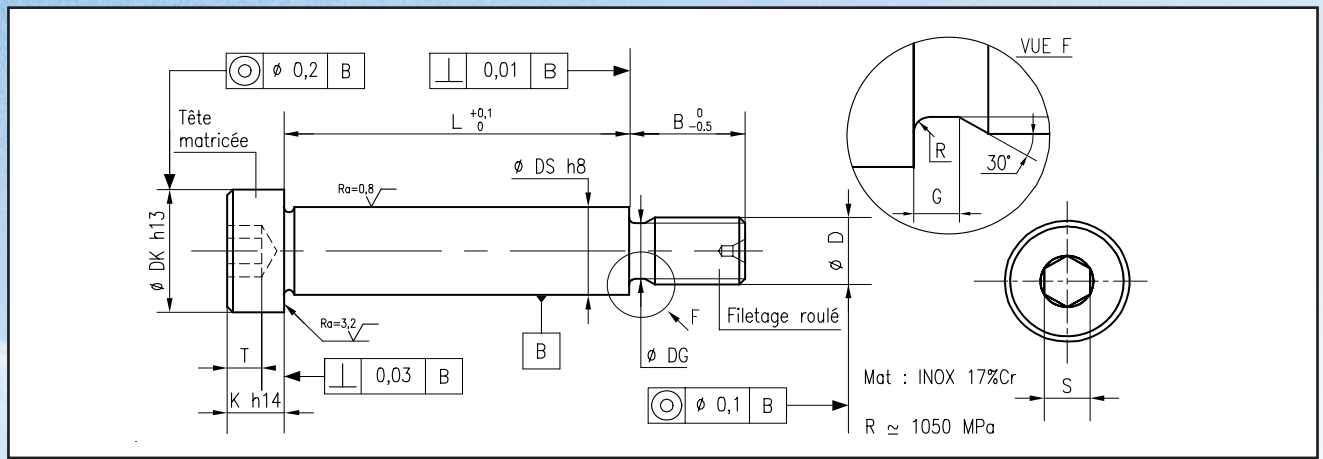 VUE F
◎ ϕ 0,2 B
⊥ 0,01 B
Tête
matricée
L +0,1 0
B 0 -0.5
ϕ DS h8
Ra=0,8
R
30°
G
ϕ DK h13
ϕ D
Ra=3,2
F
Filetage roulé
B
ϕ DG
T
⊥ 0,03 B
K h14
◎ ϕ 0,1 B
Mat : INOX 17%Cr
S
R ≃ 1050 MPa